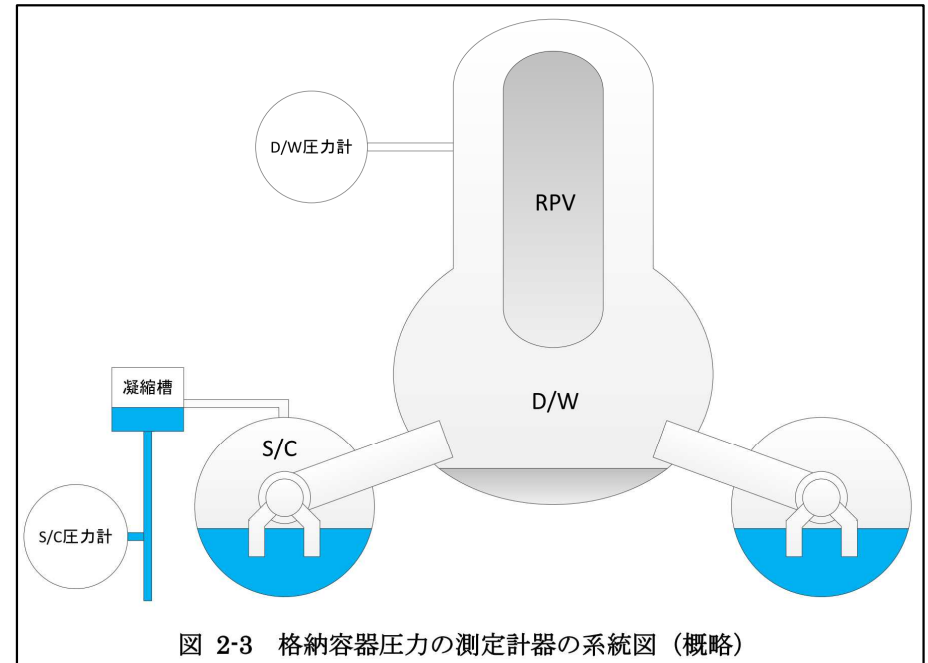 D/W圧力計
RPV
D/W
凝縮槽
S/C
S/C圧力計
図 2-3 格納容器圧力の測定計器の系統図（概略）